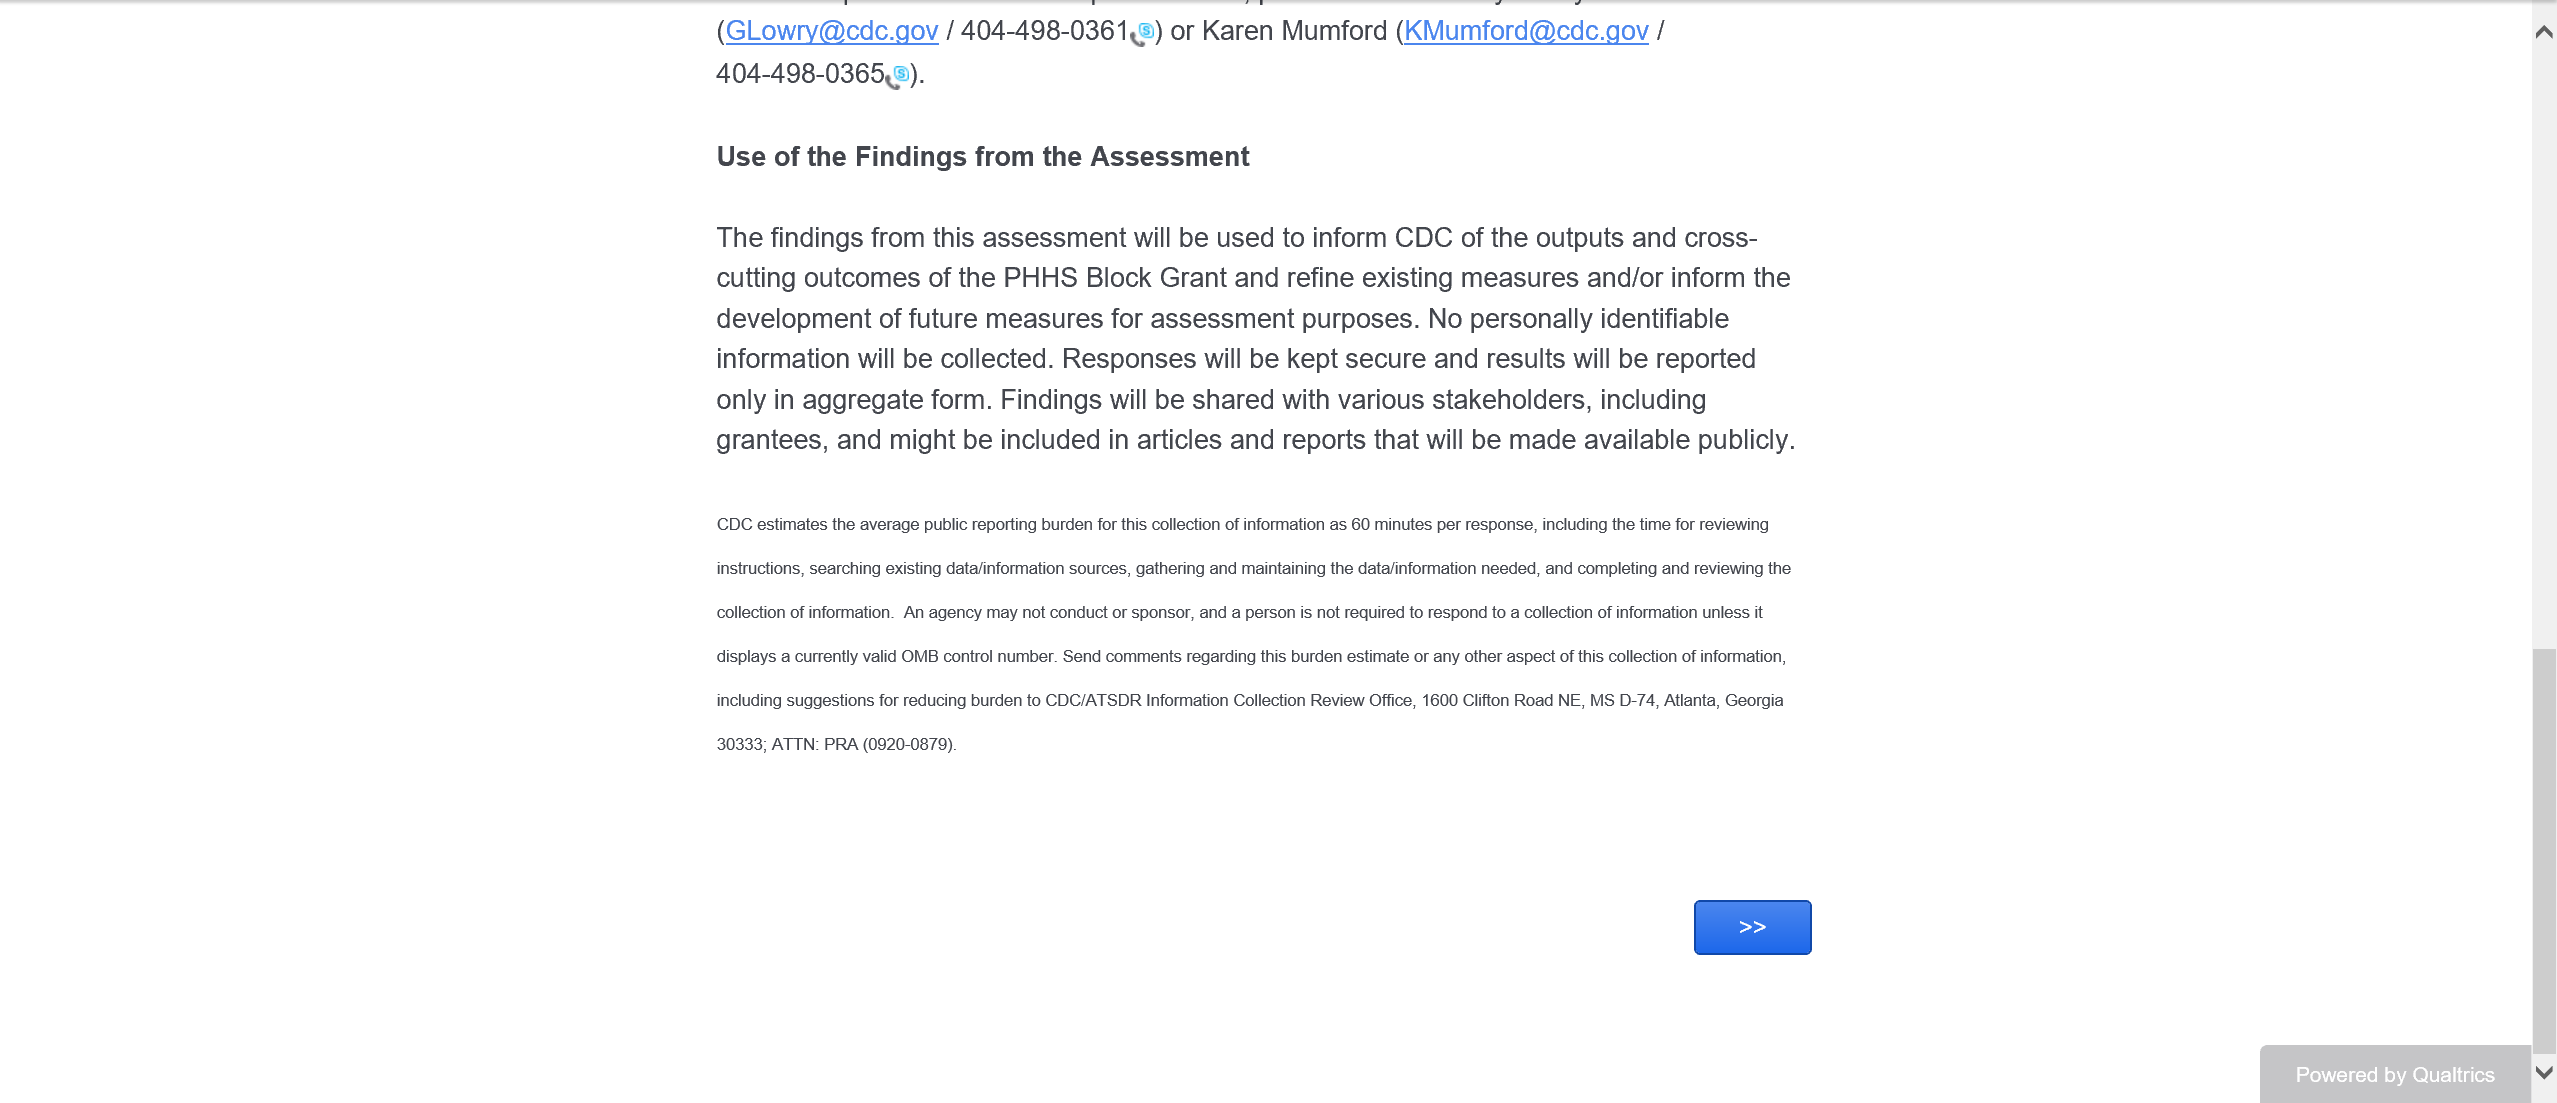 (GLowry@cdc.gov / 404-498-0361) or Karen Mumford (KMumford@cdc.gov /
404-498-0365).
Use of the Findings from the Assessment
The findings from this assessment will be used to inform CDC of the outputs and cross-
cutting outcomes of the PHHS Block Grant and refine existing measures and/or inform the
development of future measures for assessment purposes. No personally identifiable
information will be collected. Responses will be kept secure and results will be reported
only in aggregate form. Findings will be shared with various stakeholders, including
grantees, and might be included in articles and reports that will be made available publicly.
CDC estimates the average public reporting burden for this collection of information as 60 minutes per response, including the time for reviewing
instructions, searching existing data/information sources, gathering and maintaining the data/information needed, and completing and reviewing the
collection of information.  An agency may not conduct or sponsor, and a person is not required to respond to a collection of information unless it
displays a currently valid OMB control number. Send comments regarding this burden estimate or any other aspect of this collection of information,
including suggestions for reducing burden to CDC/ATSDR Information Collection Review Office, 1600 Clifton Road NE, MS D-74, Atlanta, Georgia
30333; ATTN: PRA (0920-0879).
>>
Powered by Qualtrics